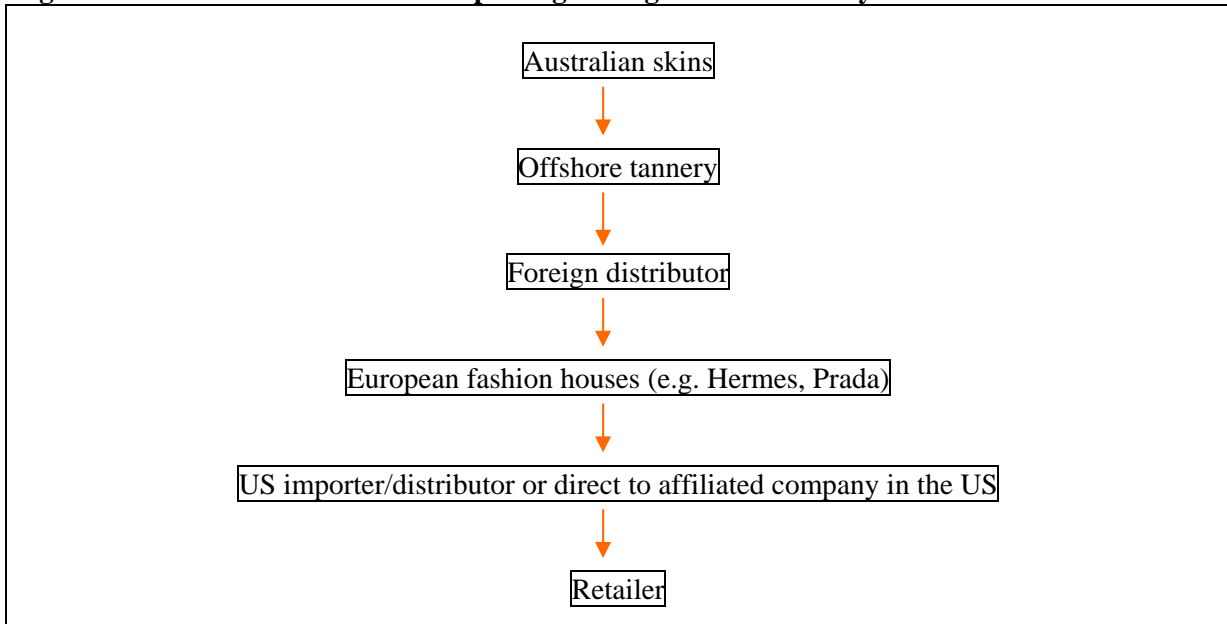 Australian skins
Offshore tannery
Foreign distributor
European fashion houses (e.g. Hermes, Prada)
US importer/distributor or direct to affiliated company in the US
Retailer